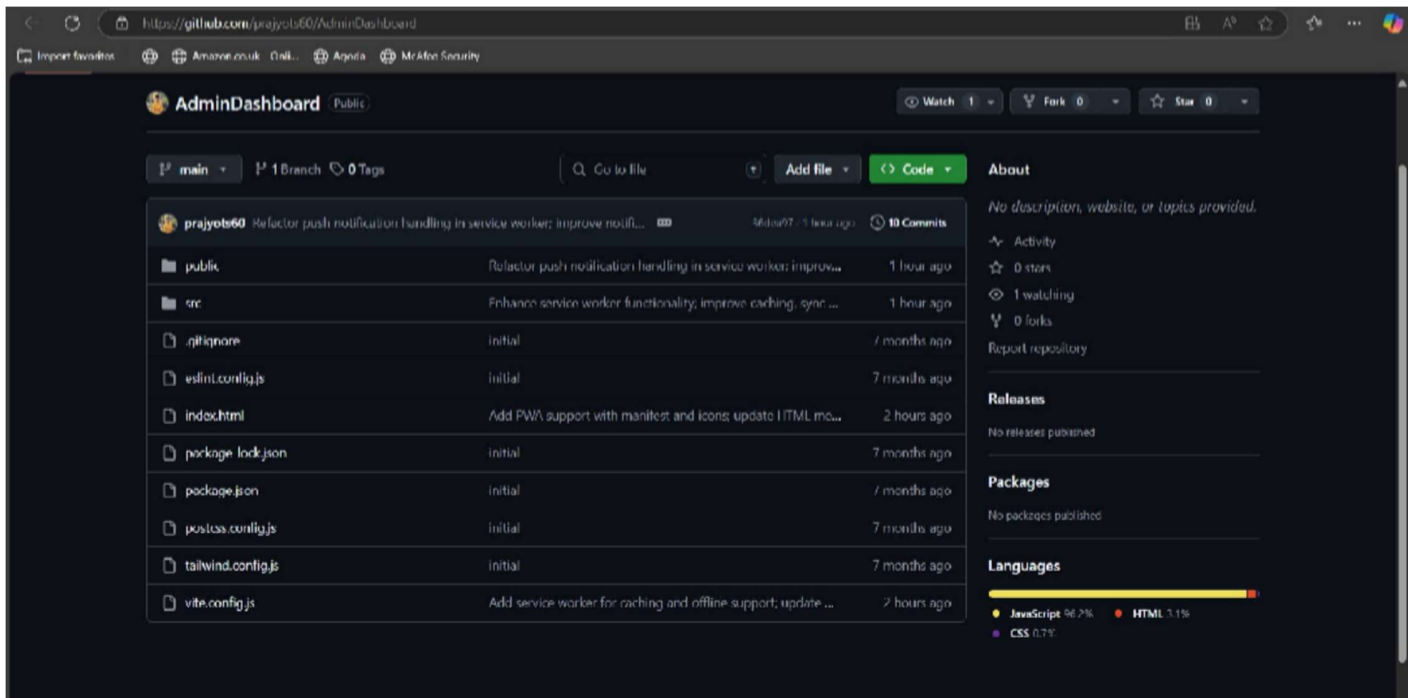 https://github.com/prajyots60/AdminDashboard
Import favorites Amazon.co.uk Onli... Agoda McAfee Security
AdminDashboard Public Watch 1 Fork 0 Star 0
main 1 Branch 0 Tags Go to file Add file Code
prajyots60 Refactor push notification handling in service worker; improve notifi... 1 hour ago 10 Commits
public Refactor push notification handling in service worker; improv... 1 hour ago
src Enhance service worker functionality; improve caching, sync ... 1 hour ago
.gitignore initial 7 months ago
eslint.config.js initial 7 months ago
index.html Add PWA support with manifest and icons; update HTML me... 2 hours ago
package-lock.json initial 7 months ago
package.json initial 7 months ago
postcss.config.js initial 7 months ago
tailwind.config.js initial 7 months ago
vite.config.js Add service worker for caching and offline support; update ... 2 hours ago
About
No description, website, or topics provided.
Activity
0 stars
1 watching
0 forks
Report repository
Releases
No releases published
Packages
No packages published
Languages
JavaScript 96.2% HTML 3.1%
CSS 0.7%